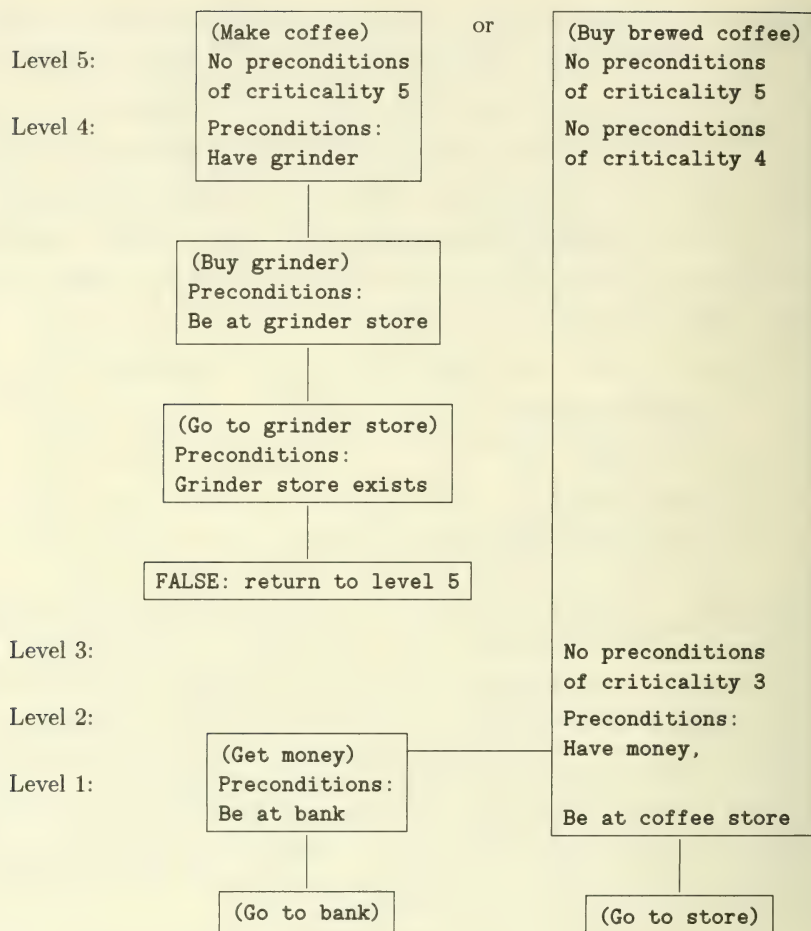 (Make coffee)
or
(Buy brewed coffee)
Level 5:
No preconditions
of criticality 5
No preconditions
of criticality 5
Level 4:
Preconditions:
Have grinder
No preconditions
of criticality 4
(Buy grinder)
Preconditions:
Be at grinder store
(Go to grinder store)
Preconditions:
Grinder store exists
FALSE: return to level 5
Level 3:
No preconditions
of criticality 3
Level 2:
Preconditions:
Have money,
(Get money)
Level 1:
Preconditions:
Be at bank
Be at coffee store
(Go to bank)
(Go to store)